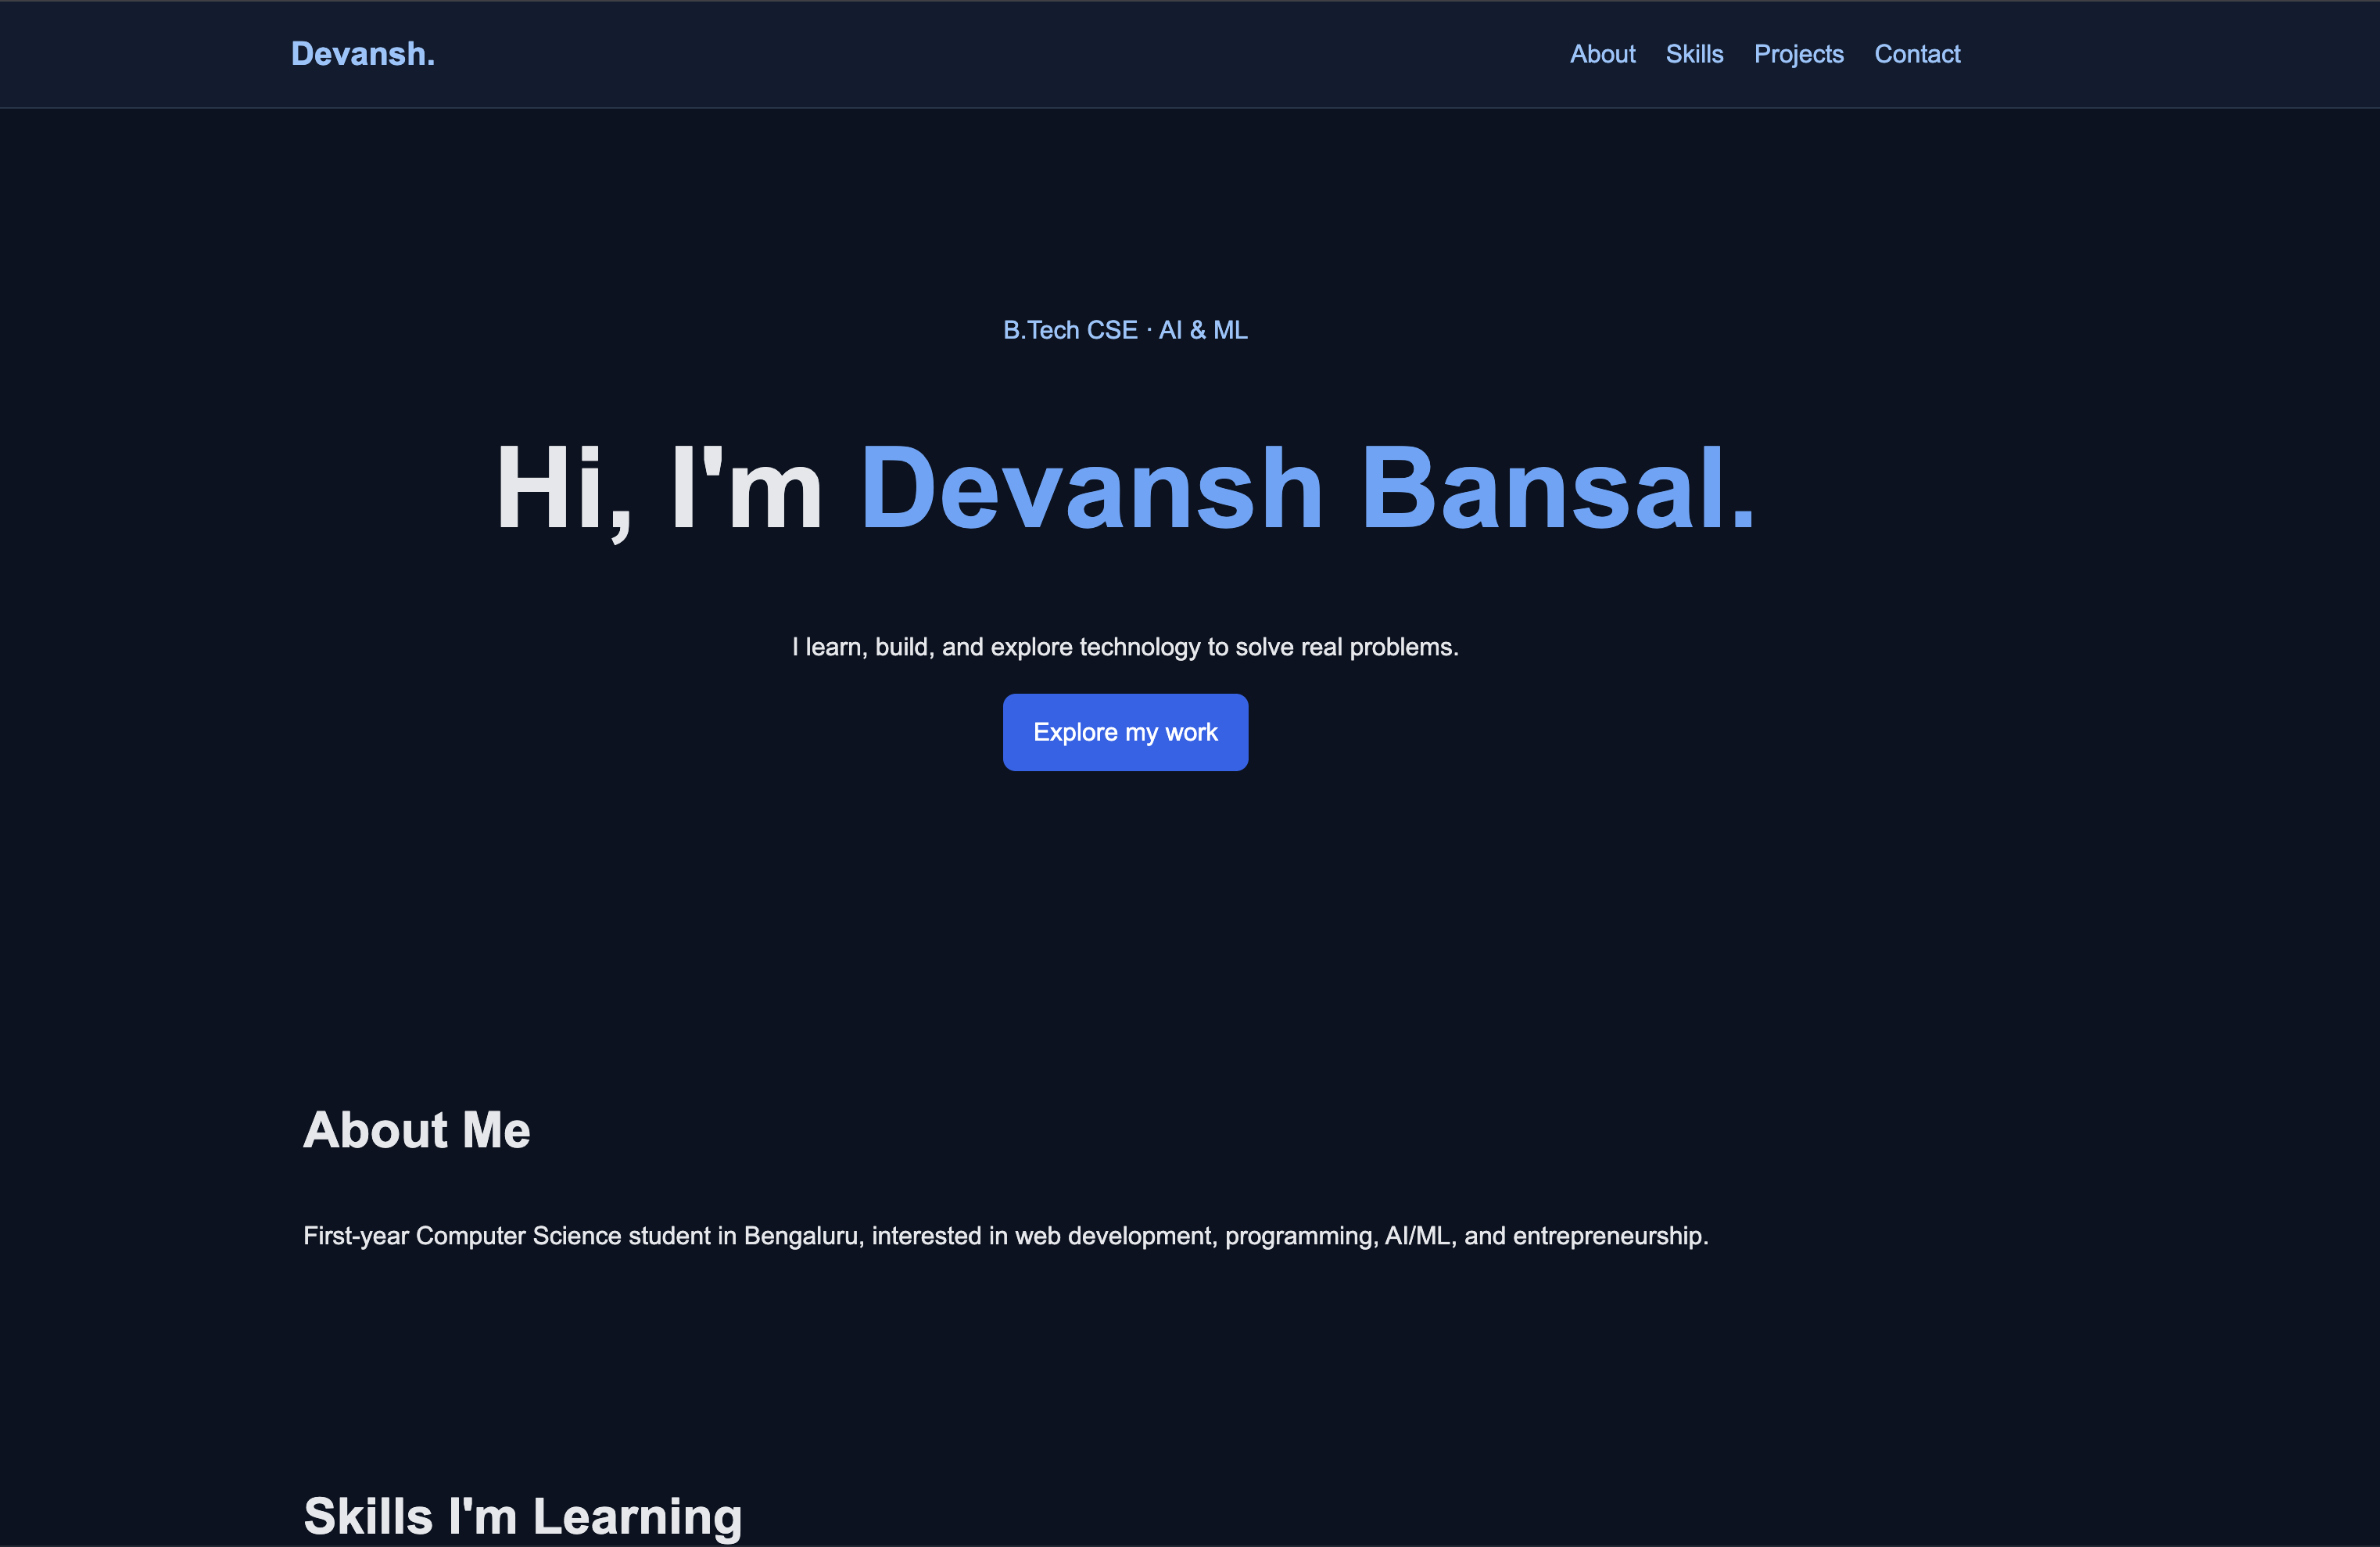 Devansh.
About Skills Projects Contact
B.Tech CSE · AI & ML
Hi, I'm Devansh Bansal.
I learn, build, and explore technology to solve real problems.
Explore my work
About Me
First-year Computer Science student in Bengaluru, interested in web development, programming, AI/ML, and entrepreneurship.
Skills I'm Learning